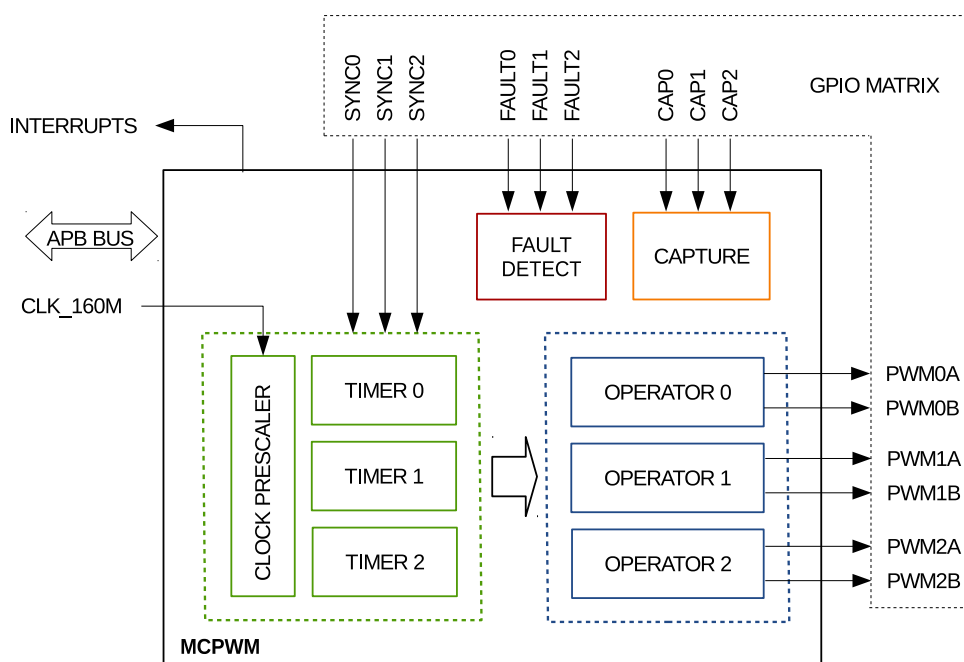 SYNC0
SYNC1
SYNC2
FAULT0
FAULT1
FAULT2
CAP0
CAP1
CAP2
GPIO MATRIX
INTERRUPTS
APB BUS
FAULT
DETECT
CAPTURE
CLK_160M
CLOCK PRESCALER
TIMER 0
TIMER 1
TIMER 2
OPERATOR 0
OPERATOR 1
OPERATOR 2
PWM0A
PWM0B
PWM1A
PWM1B
PWM2A
PWM2B
MCPWM